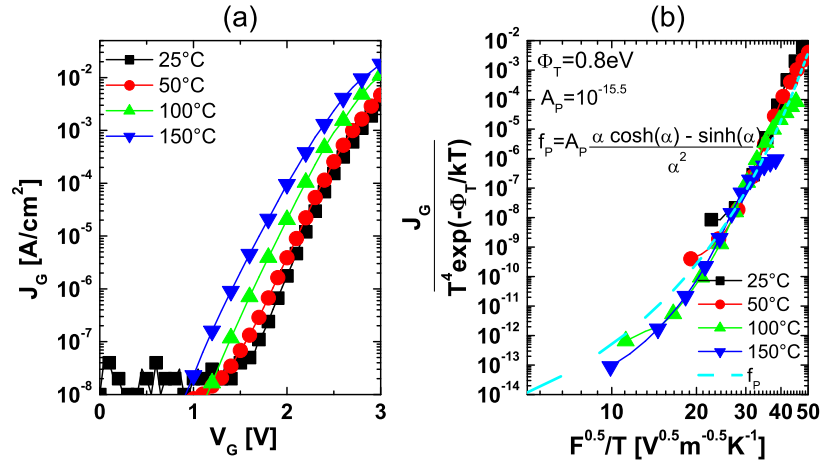 (a)
25°C
50°C
100°C
150°C
10⁻²
10⁻³
10⁻⁴
10⁻⁵
10⁻⁶
10⁻⁷
10⁻⁸
J_G [A/cm²]
0 1 2 3
V_G [V]
(b)
Φ_T=0.8eV
A_P=10^-15.5
f_P=A_P (α cosh(α) - sinh(α))/α²
10⁻²
10⁻³
10⁻⁴
10⁻⁵
10⁻⁶
10⁻⁷
10⁻⁸
10⁻⁹
10⁻¹⁰
10⁻¹¹
10⁻¹²
10⁻¹³
10⁻¹⁴
J_G
T⁴exp(-Φ_T/kT)
25°C
50°C
100°C
150°C
f_P
10 20 30 40 50
F^0.5/T [V^0.5m^-0.5K^-1]